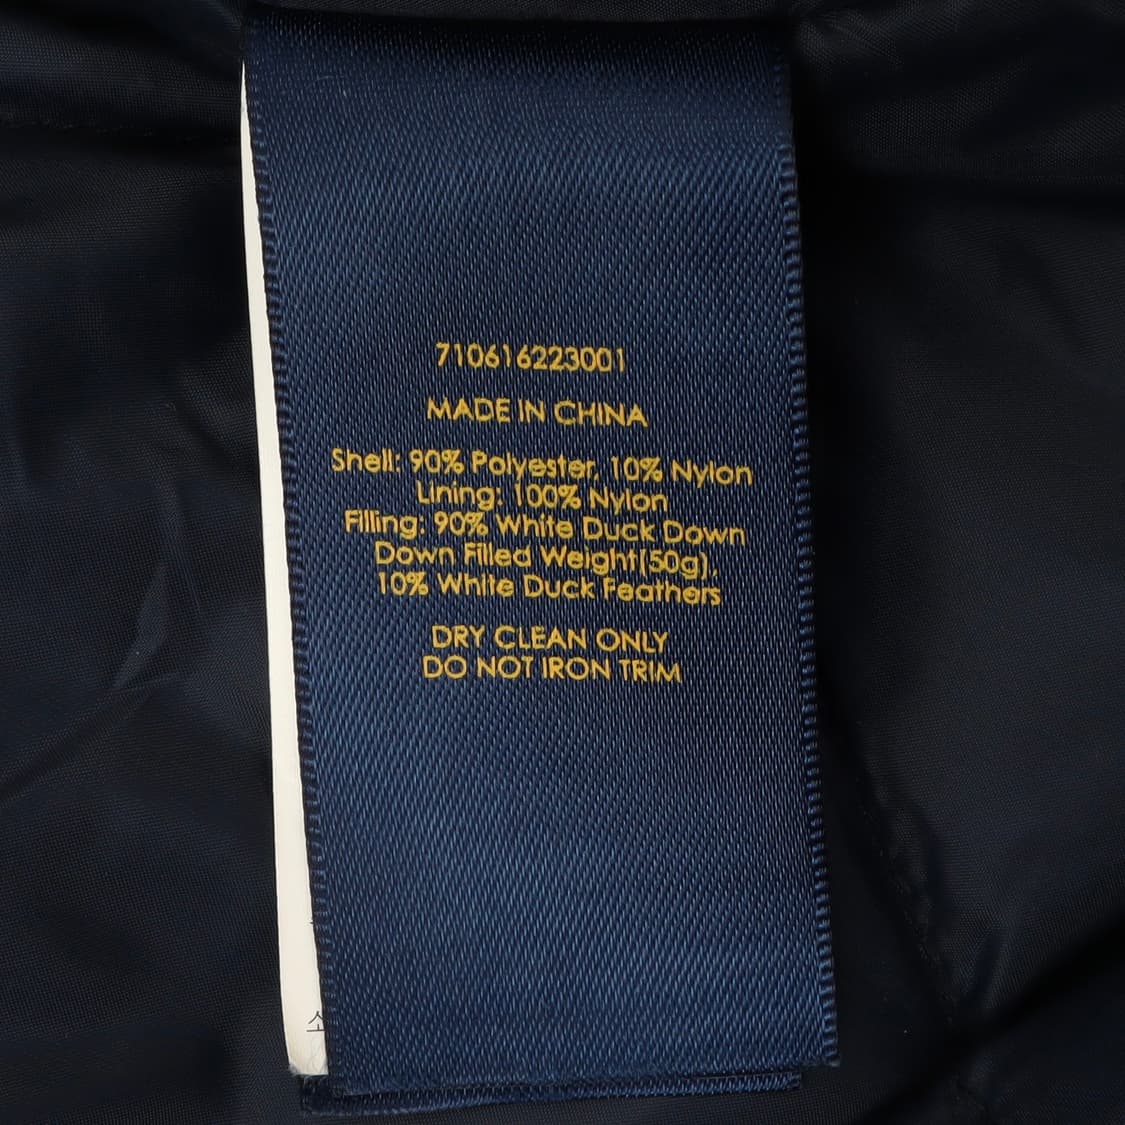 710616223001
MADE IN CHINA
Shell: 90% Polyester, 10% Nylon
Lining: 100% Nylon
Filling: 90% White Duck Down
Down Filled Weight(50g),
10% White Duck Feathers
DRY CLEAN ONLY
DO NOT IRON TRIM